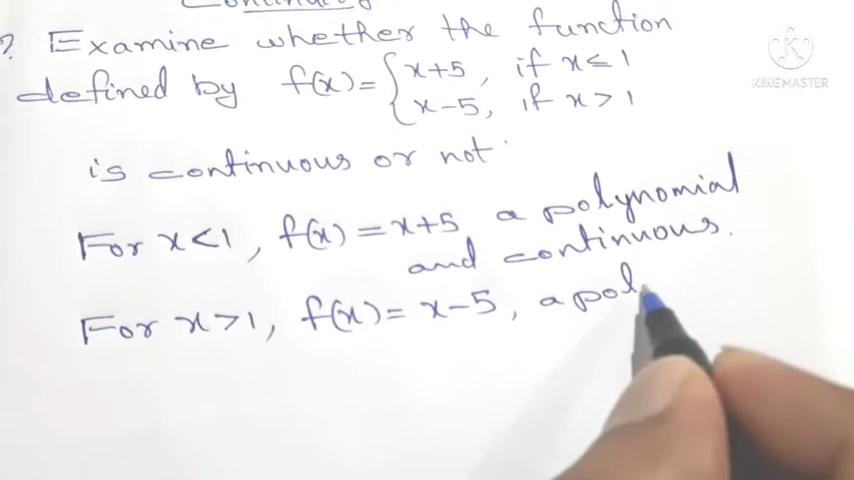 ? Examine whether the function
defined by f(x) = { x+5, if x ≤ 1
x-5, if x > 1
is continuous or not.
For x < 1, f(x) = x+5 a polynomial
and continuous.
For x > 1, f(x) = x-5, a pol
KINEMASTER